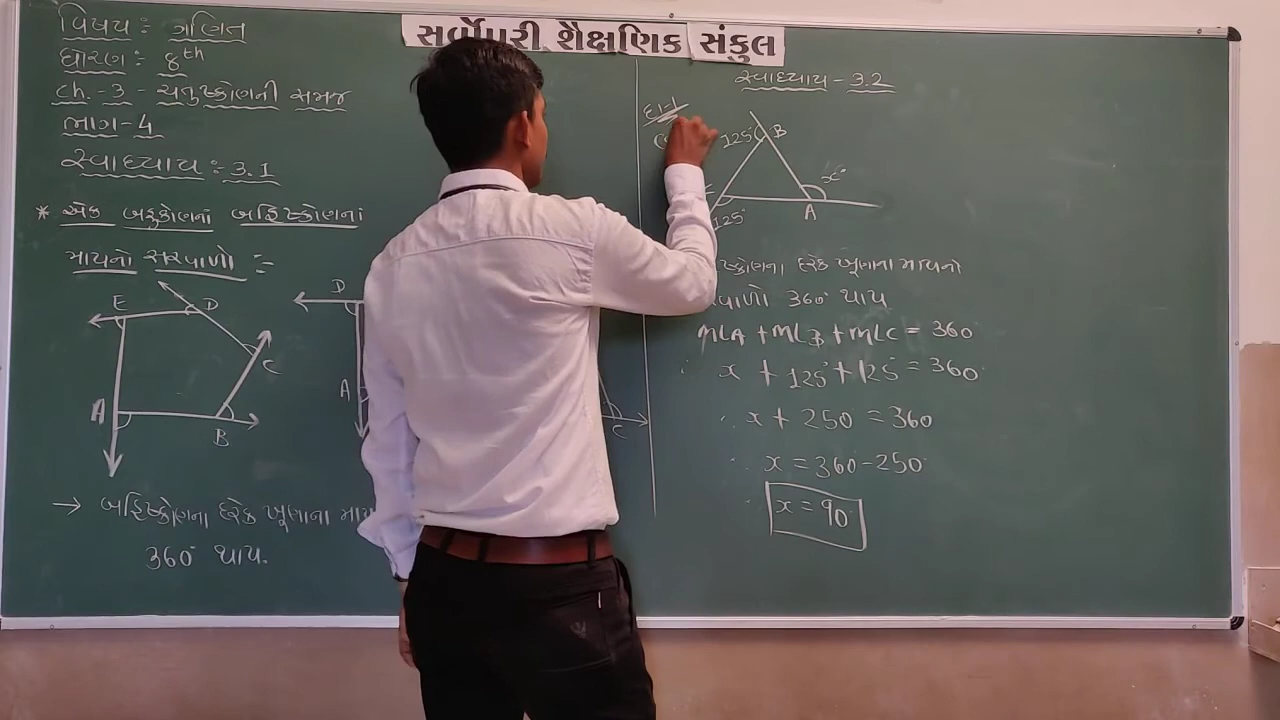 સર્વોપરી શૈક્ષણિક સંકુલ
વિષય :- ગણિત
ધોરણ :- 8th
Ch.-3 - ચતુષ્કોણની સમજ
ભાગ-4
સ્વાધ્યાય :- 3.1
* એક બહુકોણનાં બહિષ્કોણનાં
માપનો સરવાળો :-
E D C B A
D A C
→ બહિષ્કોણના દરેક ખૂણાના
360° થાય.
સ્વાધ્યાય - 3.2
125° B
x°
A
125°
દરેક ખૂણાના માપનો
360° થાય
m∠A + m∠B + m∠C = 360
x + 125° + 125° = 360°
∴ x + 250 = 360
∴ x = 360 - 250
x = 90°